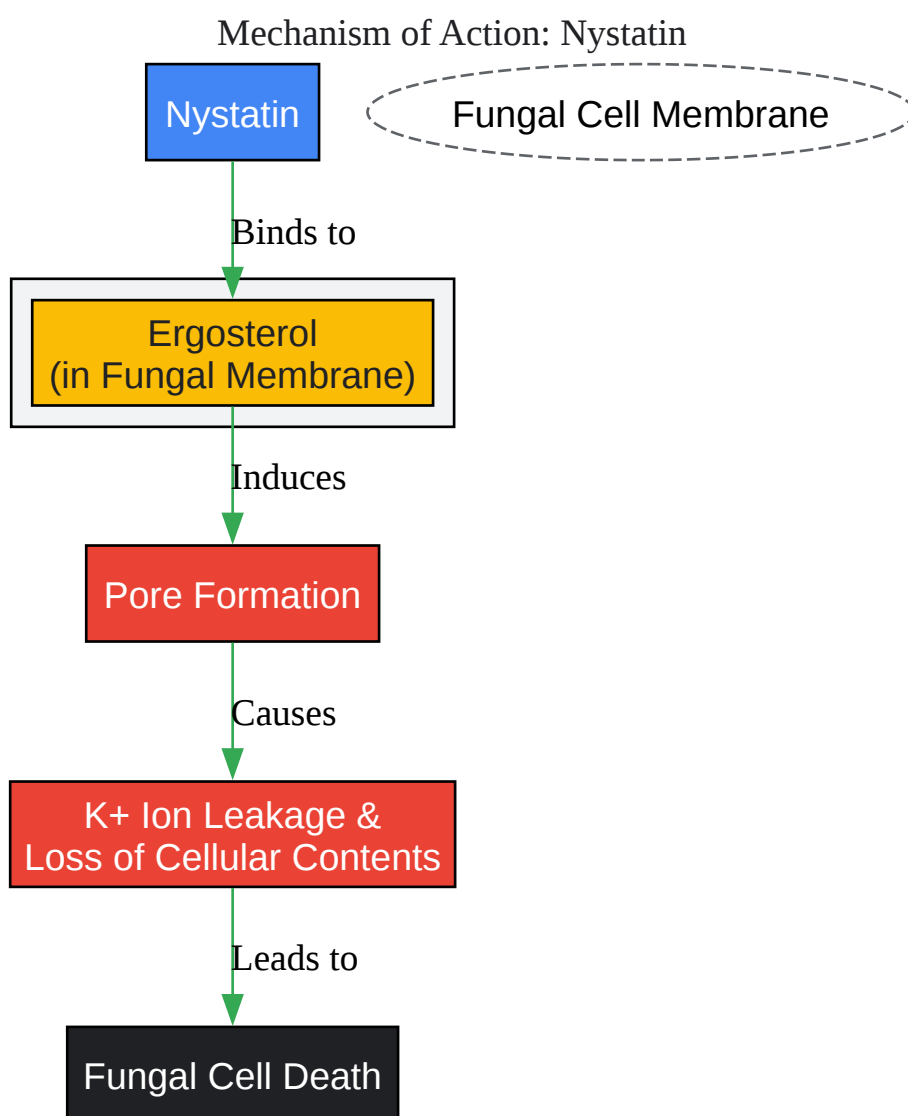 Mechanism of Action: Nystatin
Nystatin
Fungal Cell Membrane
Binds to
Ergosterol
(in Fungal Membrane)
Induces
Pore Formation
Causes
K+ Ion Leakage &
Loss of Cellular Contents
Leads to
Fungal Cell Death